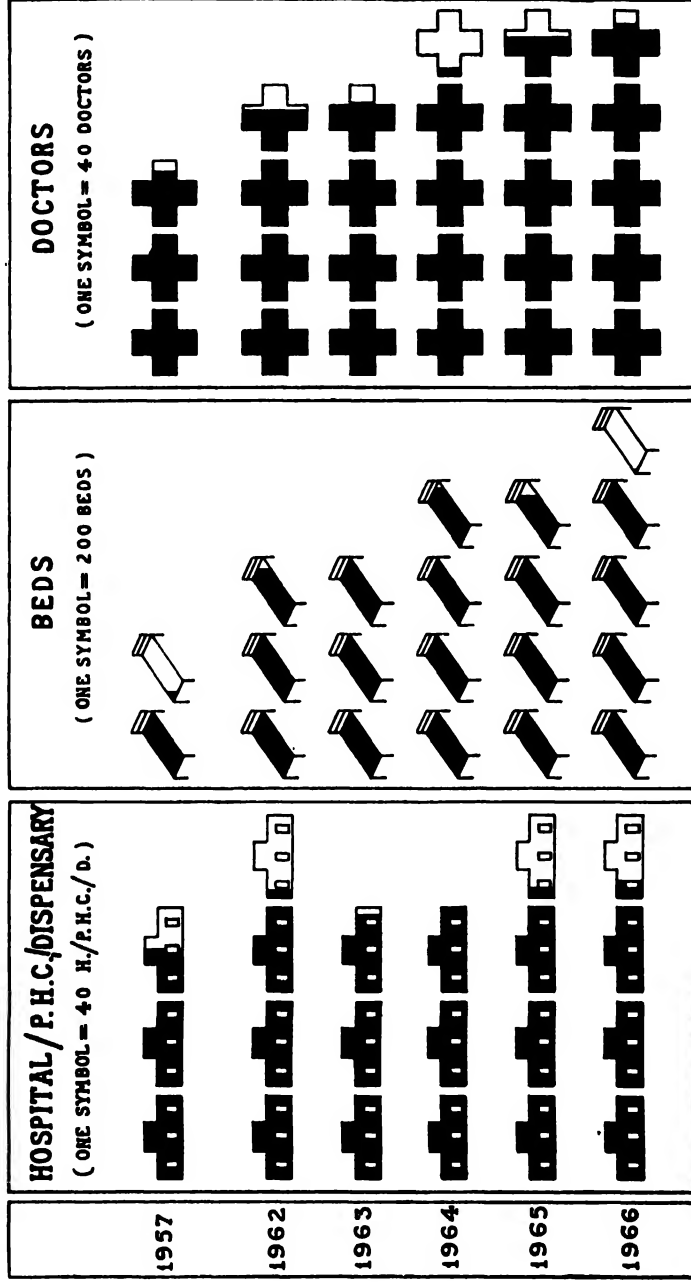 HOSPITAL/P.H.C./DISPENSARY
(ONE SYMBOL= 40 H./P.H.C./D.)
BEDS
(ONE SYMBOL= 200 BEDS)
DOCTORS
(ONE SYMBOL= 40 DOCTORS)
1957
1962
1963
1964
1965
1966